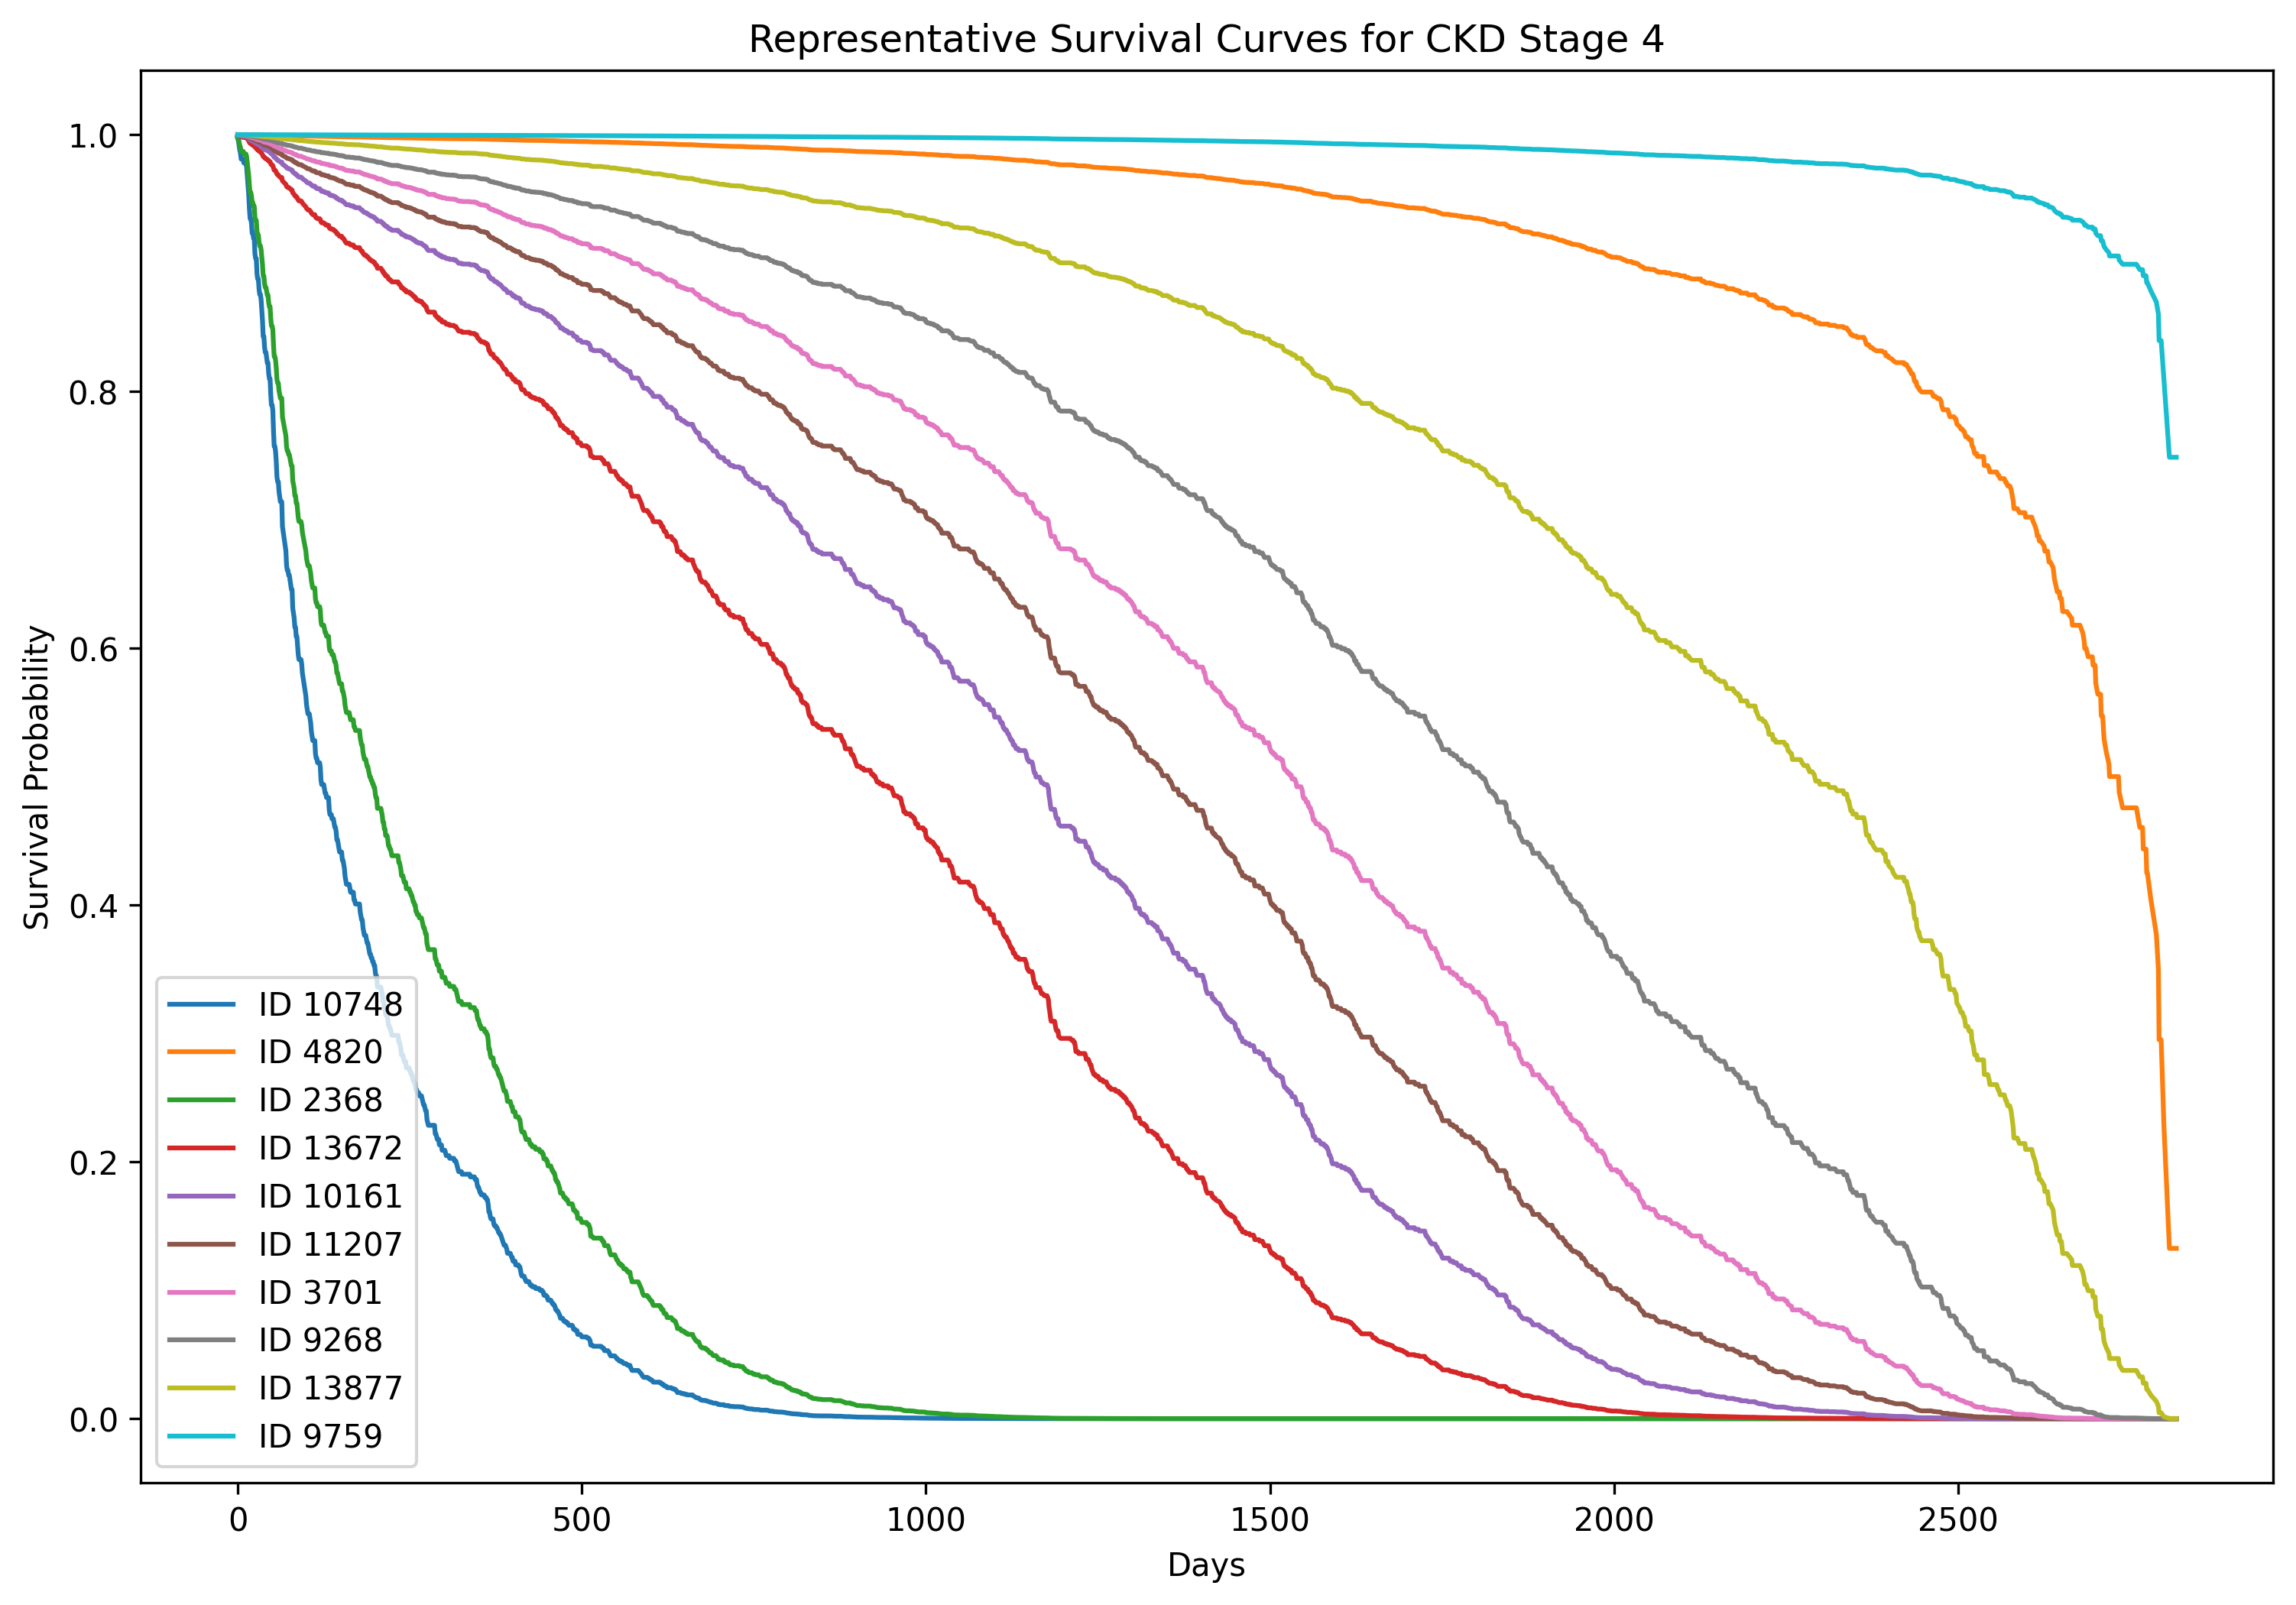 Representative Survival Curves for CKD Stage 4
Survival Probability
1.0
0.8
0.6
0.4
0.2
0.0
ID 10748
ID 4820
ID 2368
ID 13672
ID 10161
ID 11207
ID 3701
ID 9268
ID 13877
ID 9759
0 500 1000 1500 2000 2500
Days